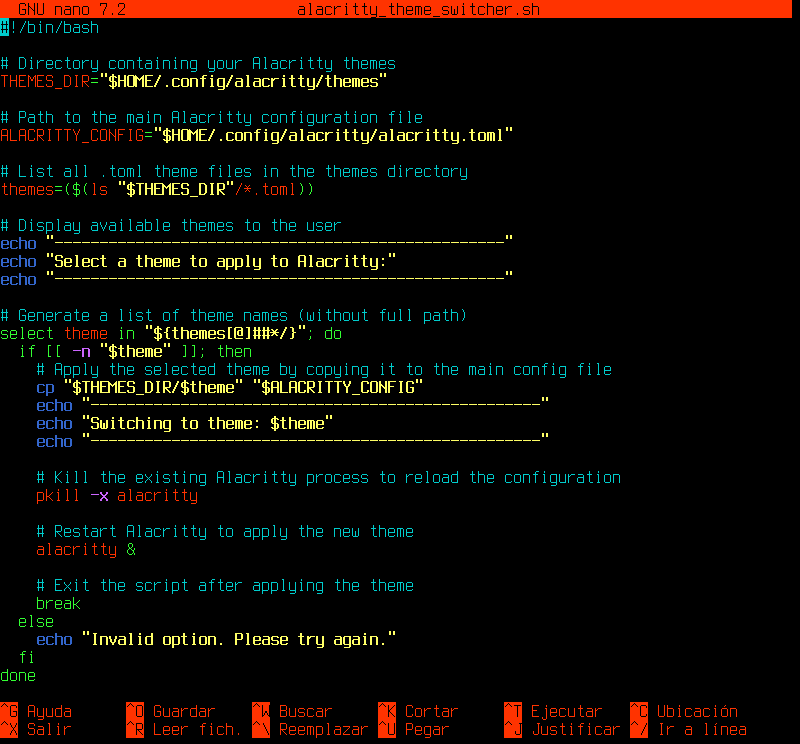 GNU nano 7.2 alacritty_theme_switcher.sh
#!/bin/bash
# Directory containing your Alacritty themes
THEMES_DIR="$HOME/.config/alacritty/themes"
# Path to the main Alacritty configuration file
ALACRITTY_CONFIG="$HOME/.config/alacritty/alacritty.toml"
# List all .toml theme files in the themes directory
themes=($(ls "$THEMES_DIR"/*.toml))
# Display available themes to the user
echo "--------------------------------------------------"
echo "Select a theme to apply to Alacritty:"
echo "--------------------------------------------------"
# Generate a list of theme names (without full path)
select theme in "${themes[@]##*/}"; do
  if [[ -n "$theme" ]]; then
    # Apply the selected theme by copying it to the main config file
    cp "$THEMES_DIR/$theme" "$ALACRITTY_CONFIG"
    echo "--------------------------------------------------"
    echo "Switching to theme: $theme"
    echo "--------------------------------------------------"
    # Kill the existing Alacritty process to reload the configuration
    pkill -x alacritty
    # Restart Alacritty to apply the new theme
    alacritty &
    # Exit the script after applying the theme
    break
  else
    echo "Invalid option. Please try again."
  fi
done
^G Ayuda ^O Guardar ^W Buscar ^K Cortar ^T Ejecutar ^C Ubicación
^X Salir ^R Leer fich. ^\ Reemplazar ^U Pegar ^J Justificar ^/ Ir a línea